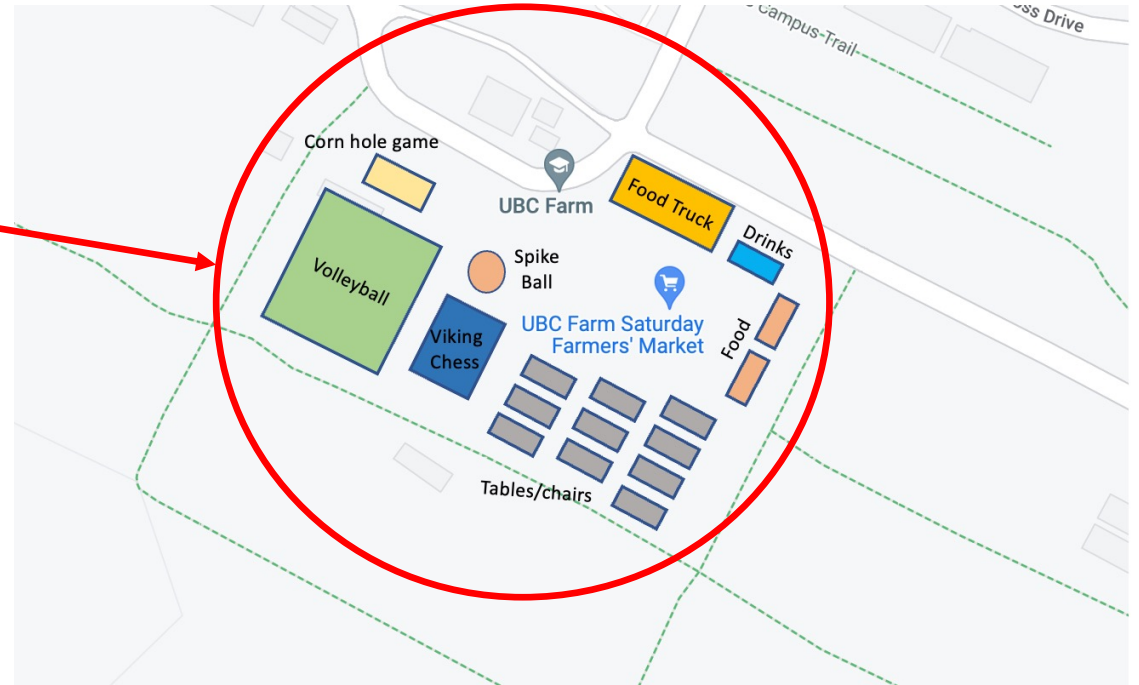 Campus-Trail
Drive
Corn hole game
UBC Farm
Food Truck
Drinks
Volleyball
Spike
Ball
Viking
Chess
UBC Farm Saturday
Farmers' Market
Food
Tables/chairs